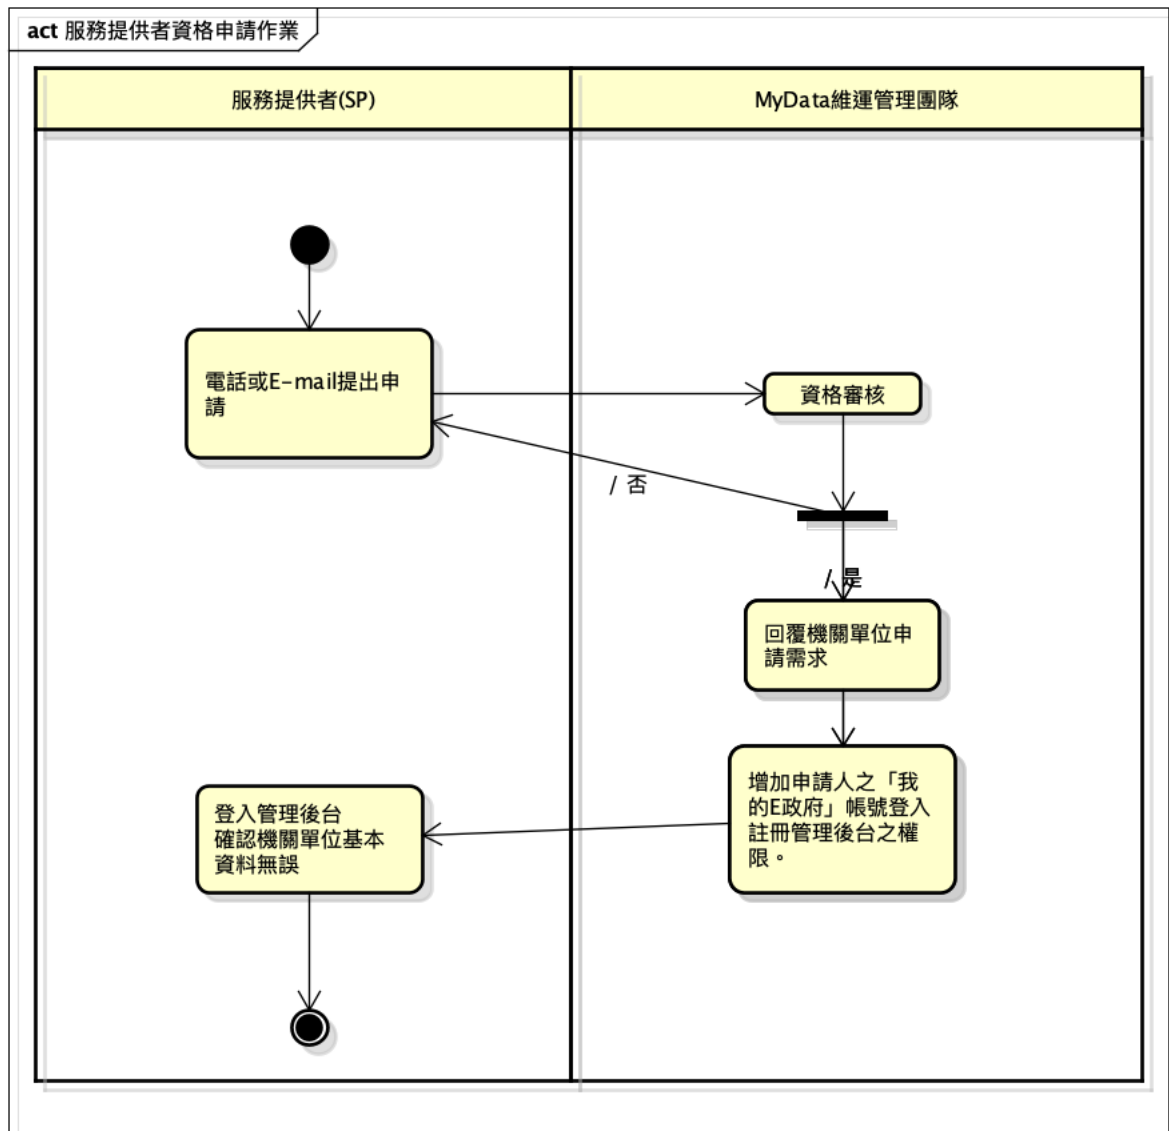 act 服務提供者資格申請作業
服務提供者(SP)
MyData維運管理團隊
電話或E-mail提出申
請
資格審核
/ 否
/ 是
回覆機關單位申
請需求
增加申請人之「我
的E政府」帳號登入
註冊管理後台之權
限。
登入管理後台
確認機關單位基本
資料無誤